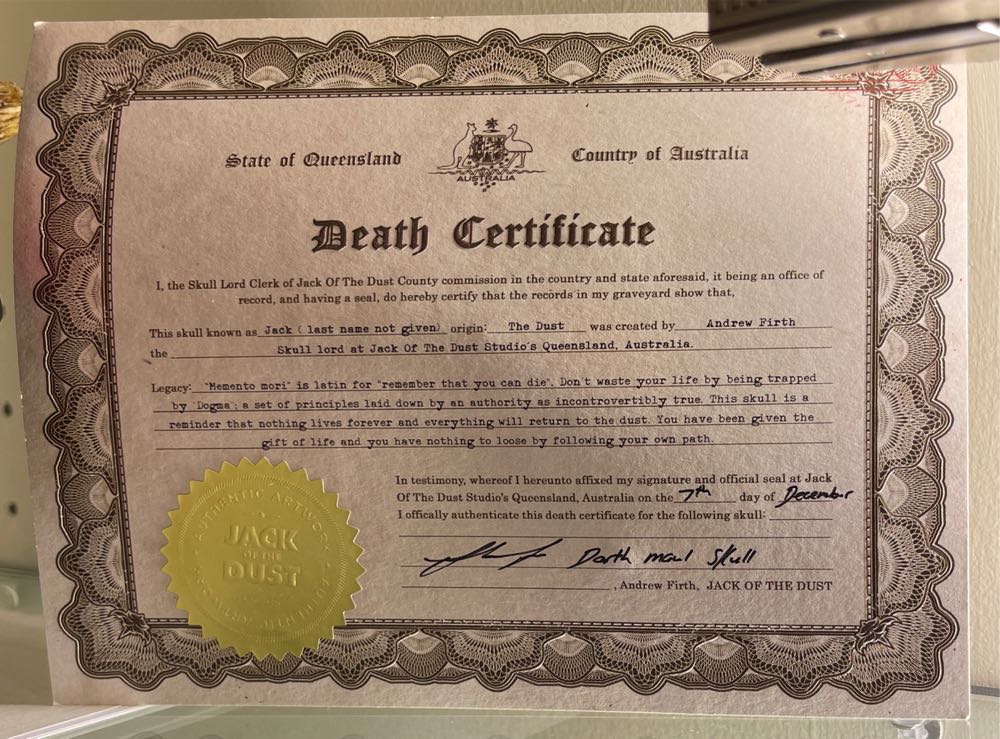 State of Queensland
AUSTRALIA
Country of Australia
Death Certificate
I, the Skull Lord Clerk of Jack Of The Dust County commission in the country and state aforesaid, it being an office of
record, and having a seal, do hereby certify that the records in my graveyard show that,
This skull known as Jack ( last name not given) origin: The Dust was created by Andrew Firth
the Skull lord at Jack Of The Dust Studio's Queensland, Australia.
Legacy: "Memento mori" is latin for "remember that you can die". Don't waste your life by being trapped
by 'Dogma'; a set of principles laid down by an authority as incontrovertibly true. This skull is a
reminder that nothing lives forever and everything will return to the dust. You have been given the
gift of life and you have nothing to loose by following your own path.
In testimony, whereof I hereunto affixed my signature and official seal at Jack
Of The Dust Studio's Queensland, Australia on the 7th day of December
I offically authenticate this death certificate for the following skull:
Darth maul Skull
, Andrew Firth, JACK OF THE DUST
AUTHENTIC ARTWORK
JACK
OF THE
DUST